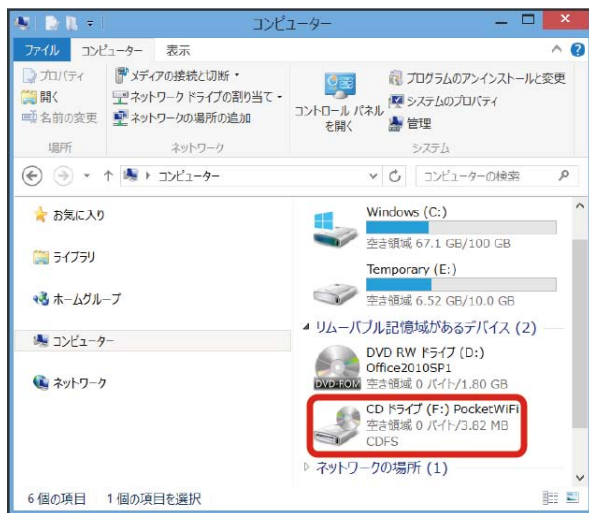 コンピューター
ファイル コンピューター 表示
プロパティ
開く
名前の変更
場所
メディアの接続と切断
ネットワーク ドライブの割り当て
ネットワークの場所の追加
ネットワーク
コントロール パネル
を開く
プログラムのアンインストールと変更
システムのプロパティ
管理
システム
コンピューター
コンピューターの検索
お気に入り
ライブラリ
ホームグループ
コンピューター
ネットワーク
Windows (C:)
空き領域 67.1 GB/100 GB
Temporary (E:)
空き領域 6.52 GB/10.0 GB
リムーバブル記憶域があるデバイス (2)
DVD RW ドライブ (D:)
Office2010SP1
DVD-ROM
空き領域 0 バイト/1.80 GB
CD ドライブ (F:) PocketWiFi
空き領域 0 バイト/3.82 MB
CDFS
ネットワークの場所 (1)
6 個の項目 1 個の項目を選択